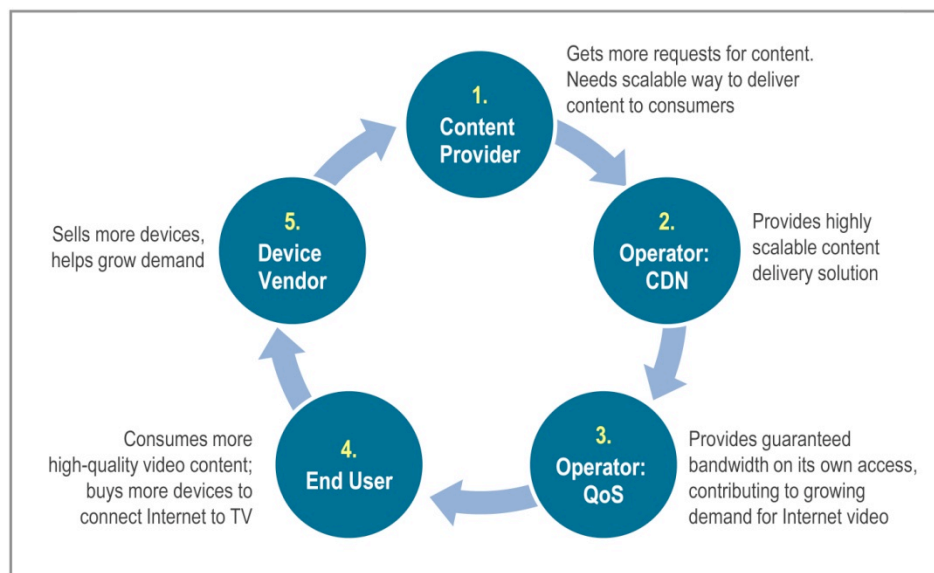 1.
Content
Provider
Gets more requests for content.
Needs scalable way to deliver
content to consumers
2.
Operator:
CDN
Provides highly
scalable content
delivery solution
3.
Operator:
QoS
Provides guaranteed
bandwidth on its own access,
contributing to growing
demand for Internet video
4.
End User
Consumes more
high-quality video content;
buys more devices to
connect Internet to TV
5.
Device
Vendor
Sells more devices,
helps grow demand